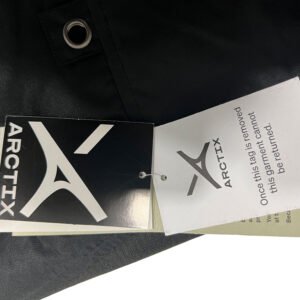 ARCTIX
ARCTIX
Once this tag is removed
this garment cannot
be returned.